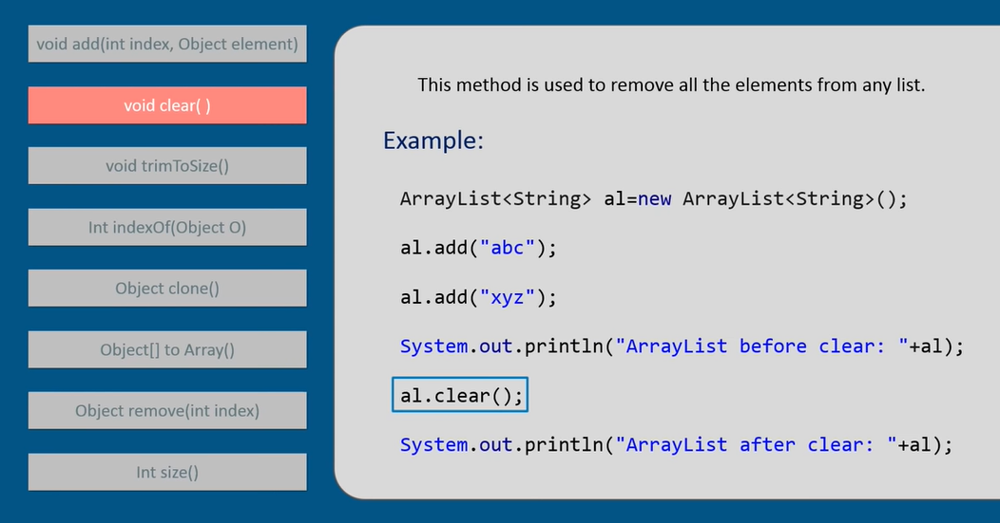 void add(int index, Object element)
void clear( )
void trimToSize()
Int indexOf(Object O)
Object clone()
Object[] to Array()
Object remove(int index)
Int size()
This method is used to remove all the elements from any list.
Example:
ArrayList<String> al=new ArrayList<String>();
al.add("abc");
al.add("xyz");
System.out.println("ArrayList before clear: "+al);
al.clear();
System.out.println("ArrayList after clear: "+al);